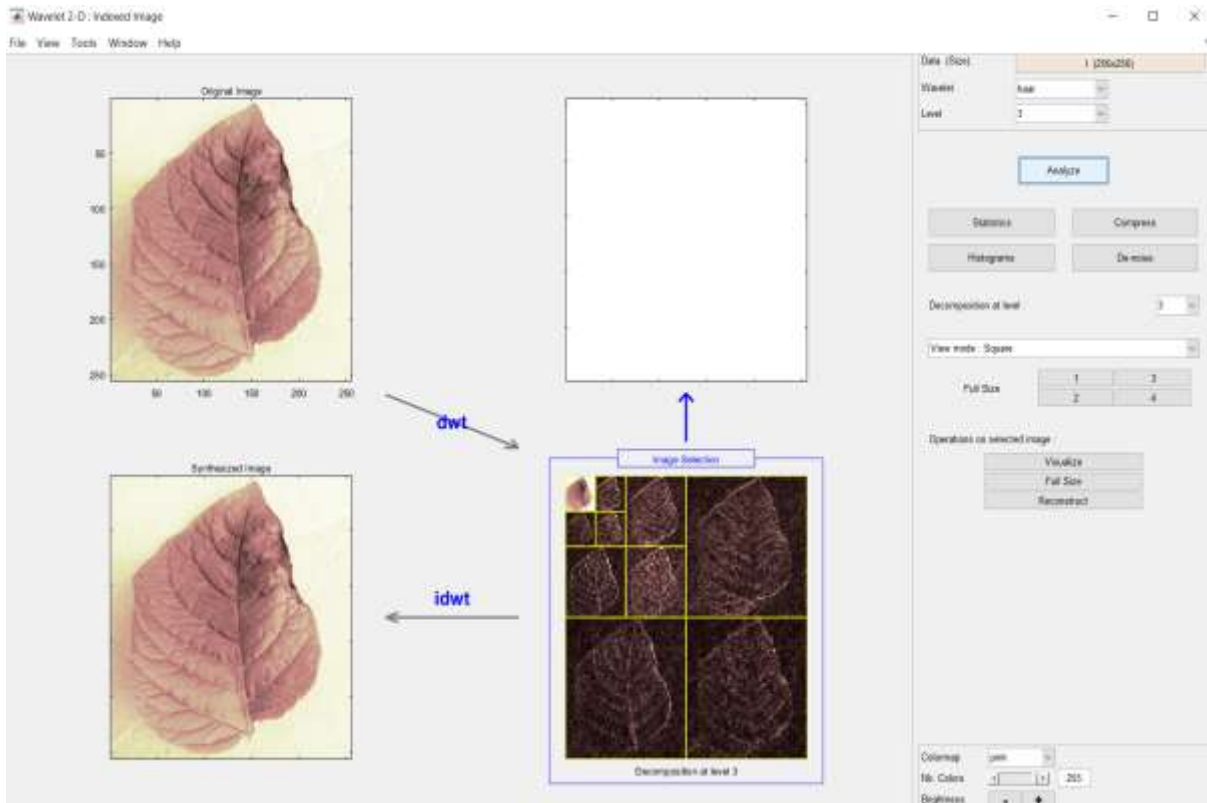 Wavelet 2-D : Indexed Image
File View Tools Window Help
Data (Size) I (256x256)
Wavelet haar
Level 3
Analyze
Statistics Compress
Histograms De-noise
Decomposition at level 3
View mode : Square
Full Size 1 3
2 4
Operations on selected image
Visualize
Full Size
Reconstruct
Colormap pink
Nb. Colors 255
Brightness - +
Original Image
50
100
150
200
250
50 100 150 200 250
dwt
Image Selection
Synthesized Image
idwt
Decomposition at level 3